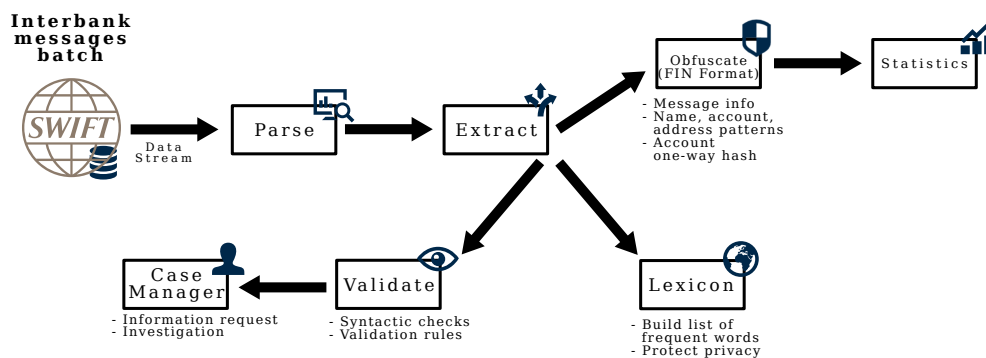 Interbank
messages
batch
SWIFT
Data
Stream
Parse
Extract
Obfuscate
(FIN Format)
- Message info
- Name, account,
address patterns
- Account
one-way hash
Statistics
Case
Manager
- Information request
- Investigation
Validate
- Syntactic checks
- Validation rules
Lexicon
- Build list of
frequent words
- Protect privacy